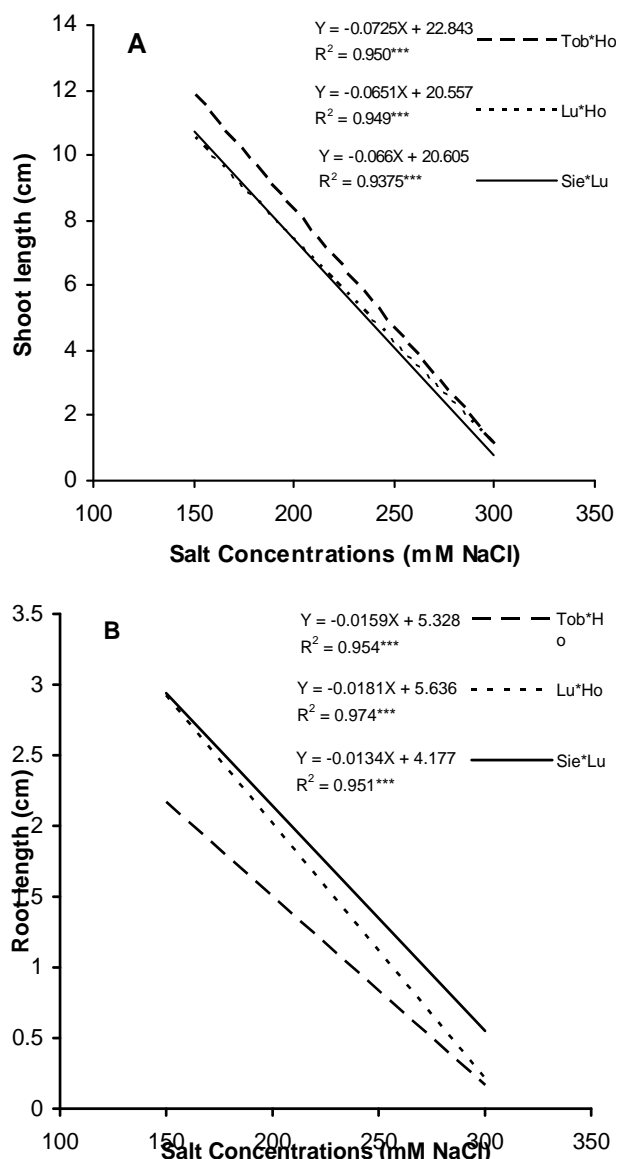 A
Y = -0.0725X + 22.843
R² = 0.950***
Tob*Ho
Y = -0.0651X + 20.557
R² = 0.949***
Lu*Ho
Y = -0.066X + 20.605
R² = 0.9375***
Sie*Lu
Shoot length (cm)
14
12
10
8
6
4
2
0
100 150 200 250 300 350
Salt Concentrations (mM NaCl)
B
Y = -0.0159X + 5.328
R² = 0.954***
Tob*H
o
Y = -0.0181X + 5.636
R² = 0.974***
Lu*Ho
Y = -0.0134X + 4.177
R² = 0.951***
Sie*Lu
Root length (cm)
3.5
3
2.5
2
1.5
1
0.5
0
100 150 200 250 300 350
Salt Concentrations (mM NaCl)